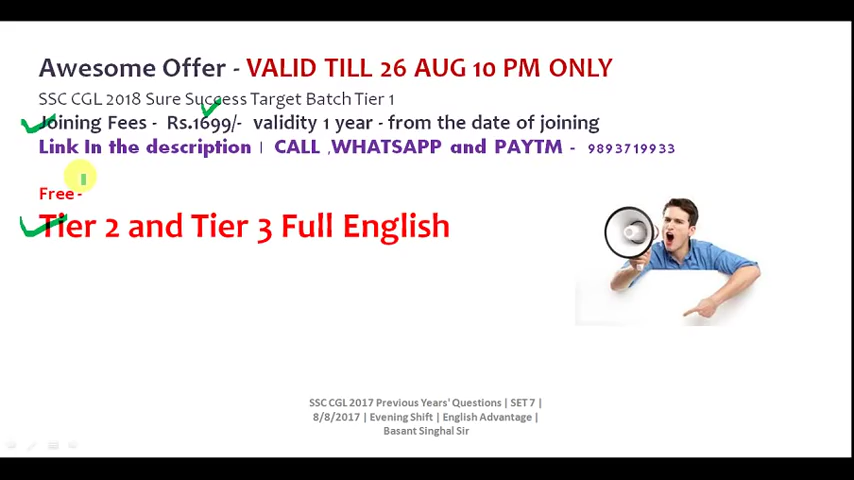 Awesome Offer - VALID TILL 26 AUG 10 PM ONLY
SSC CGL 2018 Sure Success Target Batch Tier 1
Joining Fees - Rs.1699/- validity 1 year - from the date of joining
Link In the description | CALL ,WHATSAPP and PAYTM - 9893719933
Free -
Tier 2 and Tier 3 Full English
SSC CGL 2017 Previous Years' Questions | SET 7 |
8/8/2017 | Evening Shift | English Advantage |
Basant Singhal Sir